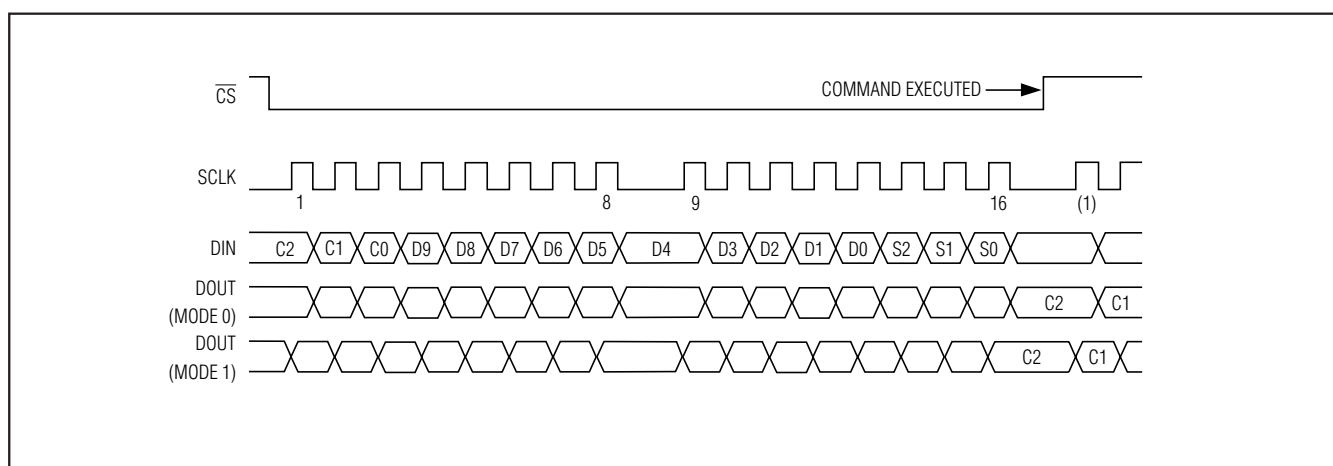 CS
COMMAND EXECUTED
SCLK
1 8 9 16 (1)
DIN C2 C1 C0 D9 D8 D7 D6 D5 D4 D3 D2 D1 D0 S2 S1 S0
DOUT
(MODE 0)
C2 C1
DOUT
(MODE 1)
C2 C1